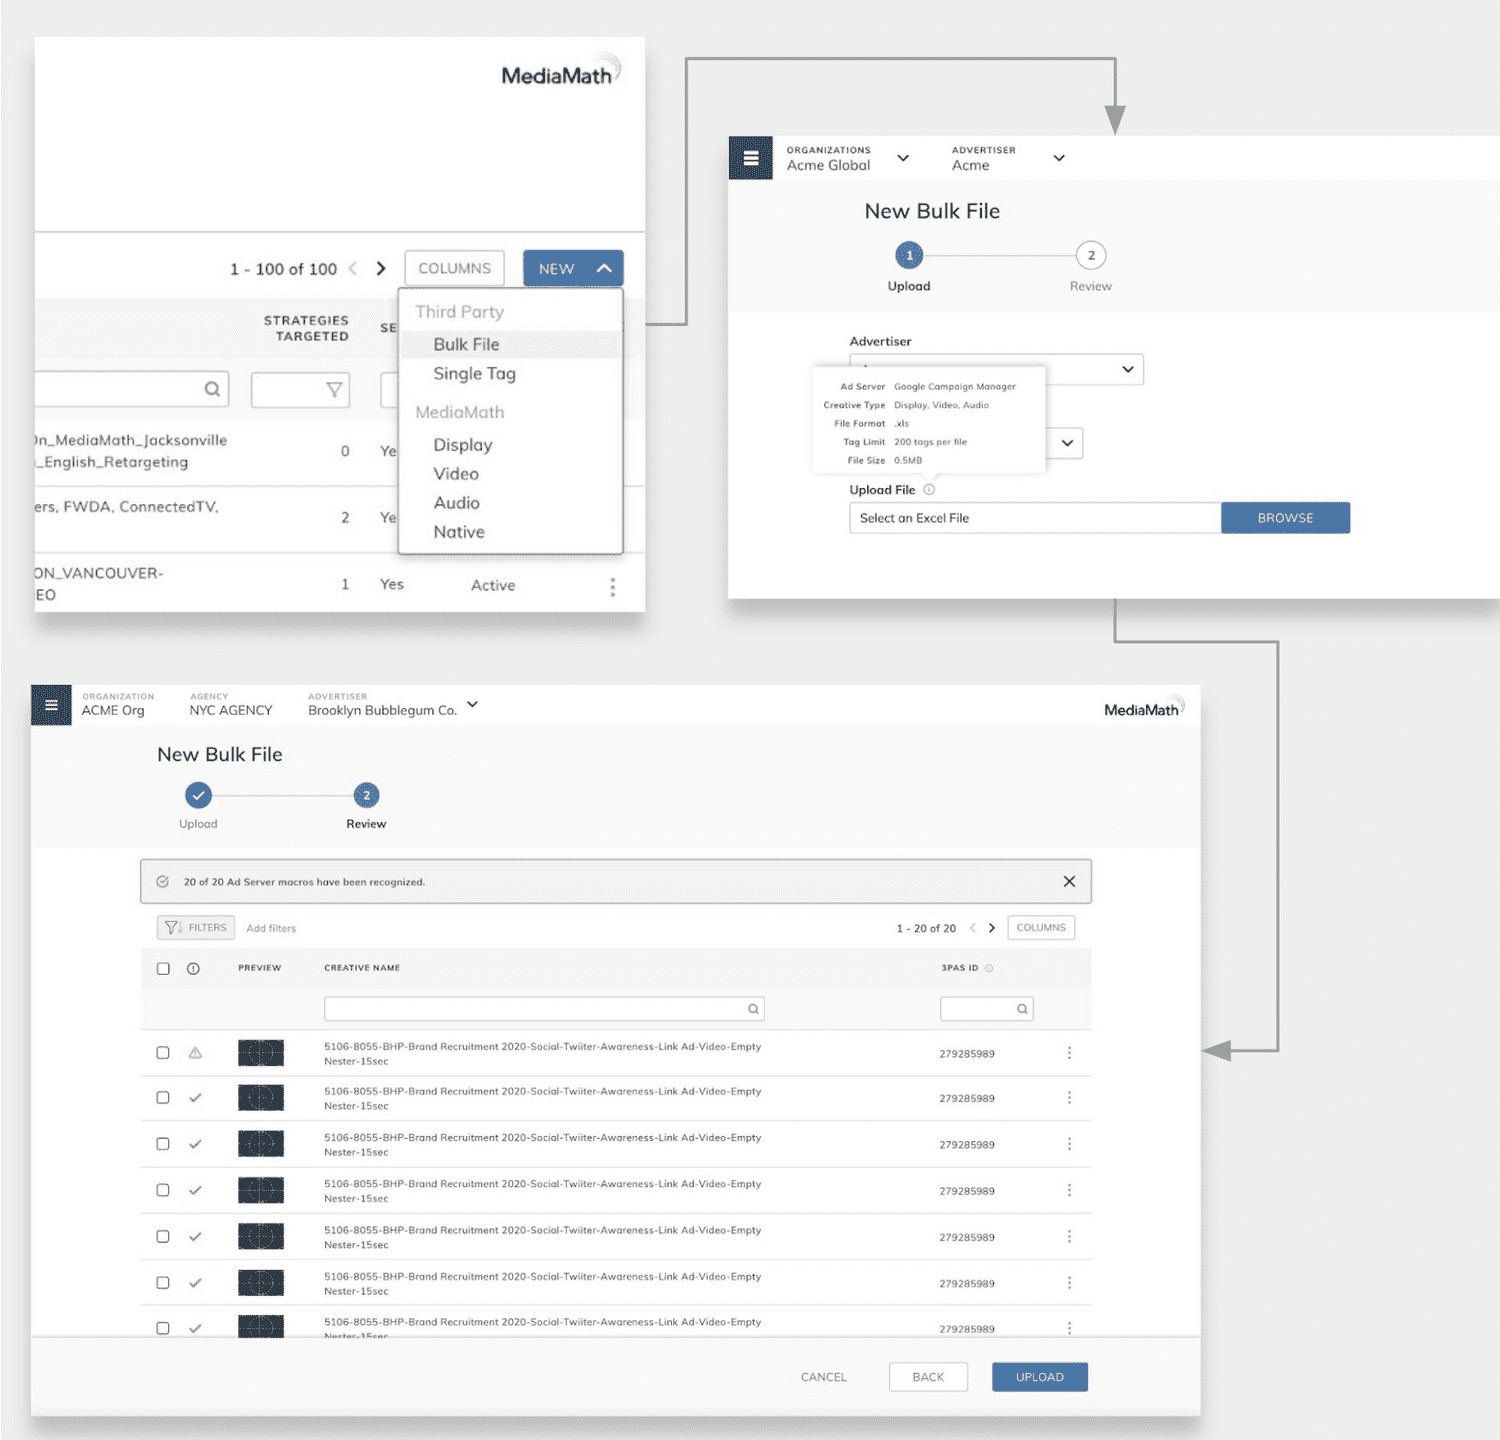 MediaMath
1 - 100 of 100
COLUMNS
NEW
STRATEGIES
TARGETED
SE
Third Party
Bulk File
Single Tag
MediaMath
Display
Video
Audio
Native
On_MediaMath_Jacksonville
_English_Retargeting
0
Ye
ers, FWDA, ConnectedTV,
2
Ye
ON_VANCOUVER-
EO
1
Yes
Active
ORGANIZATIONS
Acme Global
ADVERTISER
Acme
New Bulk File
1
2
Upload
Review
Advertiser
Ad Server Google Campaign Manager
Creative Type Display, Video, Audio
File Format .xls
Tag Limit 200 tags per file
File Size 0.5MB
Upload File
Select an Excel File
BROWSE
ORGANIZATION
ACME Org
AGENCY
NYC AGENCY
ADVERTISER
Brooklyn Bubblegum Co.
MediaMath
New Bulk File
2
Upload
Review
20 of 20 Ad Server macros have been recognized.
FILTERS
Add filters
1 - 20 of 20
COLUMNS
PREVIEW
CREATIVE NAME
3PAS ID
5106-8055-BHP-Brand Recruitment 2020-Social-Twiiter-Awareness-Link Ad-Video-Empty
Nester-15sec
279285989
5106-8055-BHP-Brand Recruitment 2020-Social-Twiiter-Awareness-Link Ad-Video-Empty
Nester-15sec
279285989
5106-8055-BHP-Brand Recruitment 2020-Social-Twiiter-Awareness-Link Ad-Video-Empty
Nester-15sec
279285989
5106-8055-BHP-Brand Recruitment 2020-Social-Twiiter-Awareness-Link Ad-Video-Empty
Nester-15sec
279285989
5106-8055-BHP-Brand Recruitment 2020-Social-Twiiter-Awareness-Link Ad-Video-Empty
Nester-15sec
279285989
5106-8055-BHP-Brand Recruitment 2020-Social-Twiiter-Awareness-Link Ad-Video-Empty
Nester-15sec
279285989
5106-8055-BHP-Brand Recruitment 2020-Social-Twiiter-Awareness-Link Ad-Video-Empty
Nester-15sec
279285989
CANCEL
BACK
UPLOAD